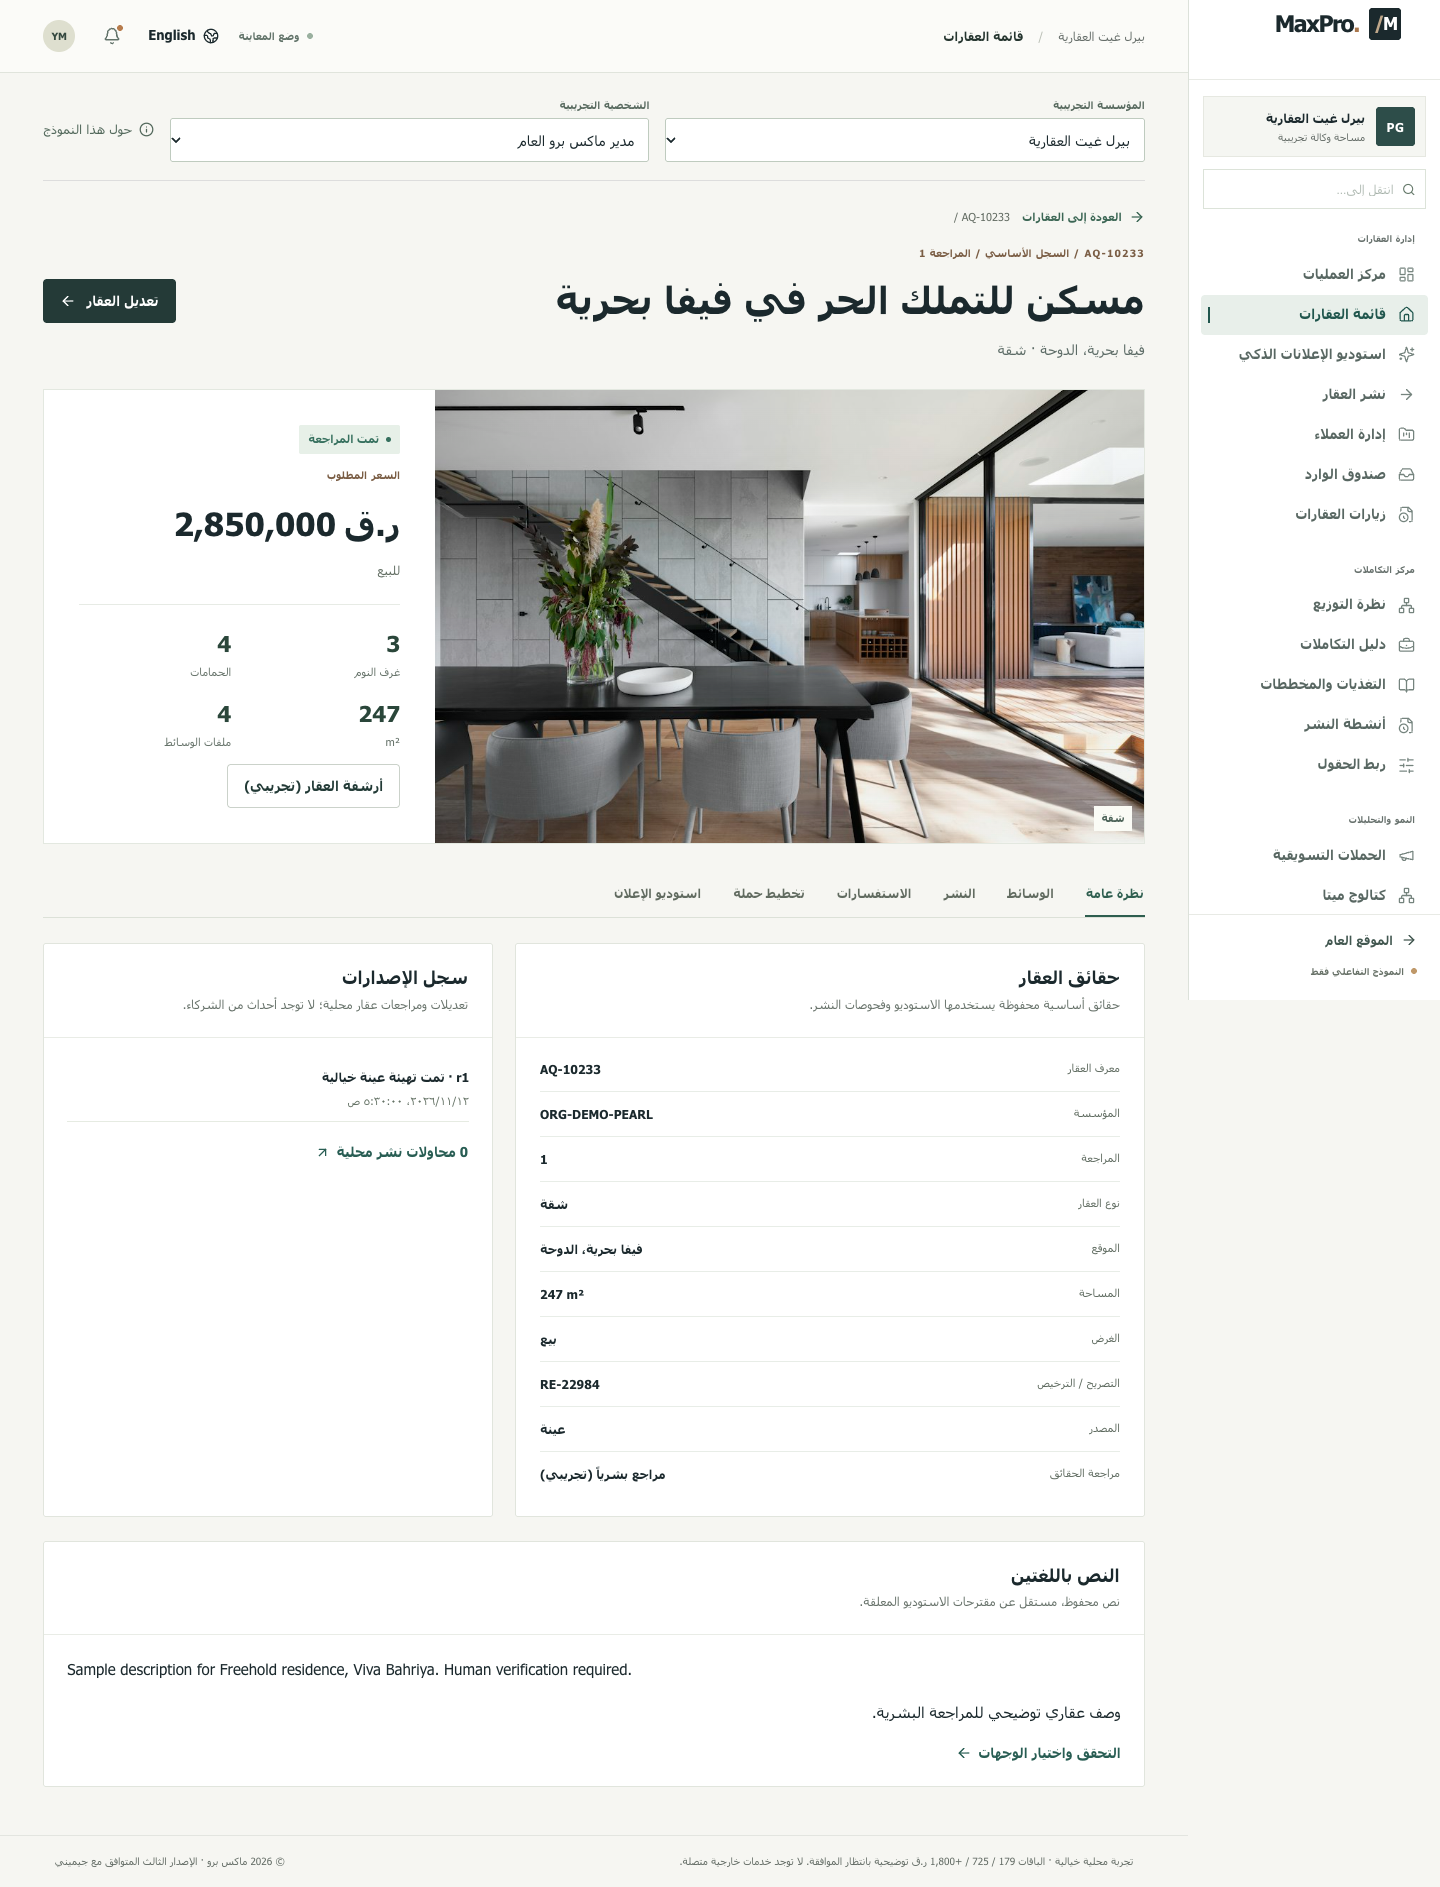 MaxPro.
/M
بيرل غيت العقارية
مساحة وكالة تجريبية
PG
انتقل إلى...
إدارة العقارات
مركز العمليات
قائمة العقارات
استوديو الإعلانات الذكي
نشر العقار
إدارة العملاء
صندوق الوارد
زيارات العقارات
مركز التكاملات
نظرة التوزيع
دليل التكاملات
التغذيات والمخططات
أنشطة النشر
ربط الحقول
النمو والتحليلات
الحملات التسويقية
كتالوج ميتا
الموقع العام
النموذج التفاعلي فقط
بيرل غيت العقارية / قائمة العقارات
وضع المعاينة
English
YM
المؤسسة التجريبية
بيرل غيت العقارية
الشخصية التجريبية
مدير ماكس برو العام
حول هذا النموذج
العودة إلى العقارات
/ AQ-10233
AQ-10233 / السجل الأساسي / المراجعة 1
مسكن للتملك الحر في فيفا بحرية
تعديل العقار
فيفا بحرية، الدوحة · شقة
شقة
تمت المراجعة
السعر المطلوب
ر.ق 2,850,000
للبيع
3
غرف النوم
4
الحمامات
247
m²
4
ملفات الوسائط
أرشفة العقار (تجريبي)
نظرة عامة
الوسائط
النشر
الاستفسارات
تخطيط حملة
استوديو الإعلان
حقائق العقار
حقائق أساسية محفوظة يستخدمها الاستوديو وفحوصات النشر.
معرف العقار
AQ-10233
المؤسسة
ORG-DEMO-PEARL
المراجعة
1
نوع العقار
شقة
الموقع
فيفا بحرية، الدوحة
المساحة
247 m²
الغرض
بيع
التصريح / الترخيص
RE-22984
المصدر
عينة
مراجعة الحقائق
مراجع بشرياً (تجريبي)
سجل الإصدارات
تعديلات ومراجعات عقار محلية؛ لا توجد أحداث من الشركاء.
r1 · تمت تهيئة عينة خيالية
١٢‏/١١‏/٢٠٢٦، ٥:٣٠:٠٠ ص
0 محاولات نشر محلية
النص باللغتين
نص محفوظ، مستقل عن مقترحات الاستوديو المعلقة.
Sample description for Freehold residence, Viva Bahriya. Human verification required.
وصف عقاري توضيحي للمراجعة البشرية.
التحقق واختيار الوجهات
تجربة محلية خيالية · الباقات 179 / 725 / +1,800 ر.ق توضيحية بانتظار الموافقة. لا توجد خدمات خارجية متصلة.
© 2026 ماكس برو · الإصدار الثالث المتوافق مع جيميني